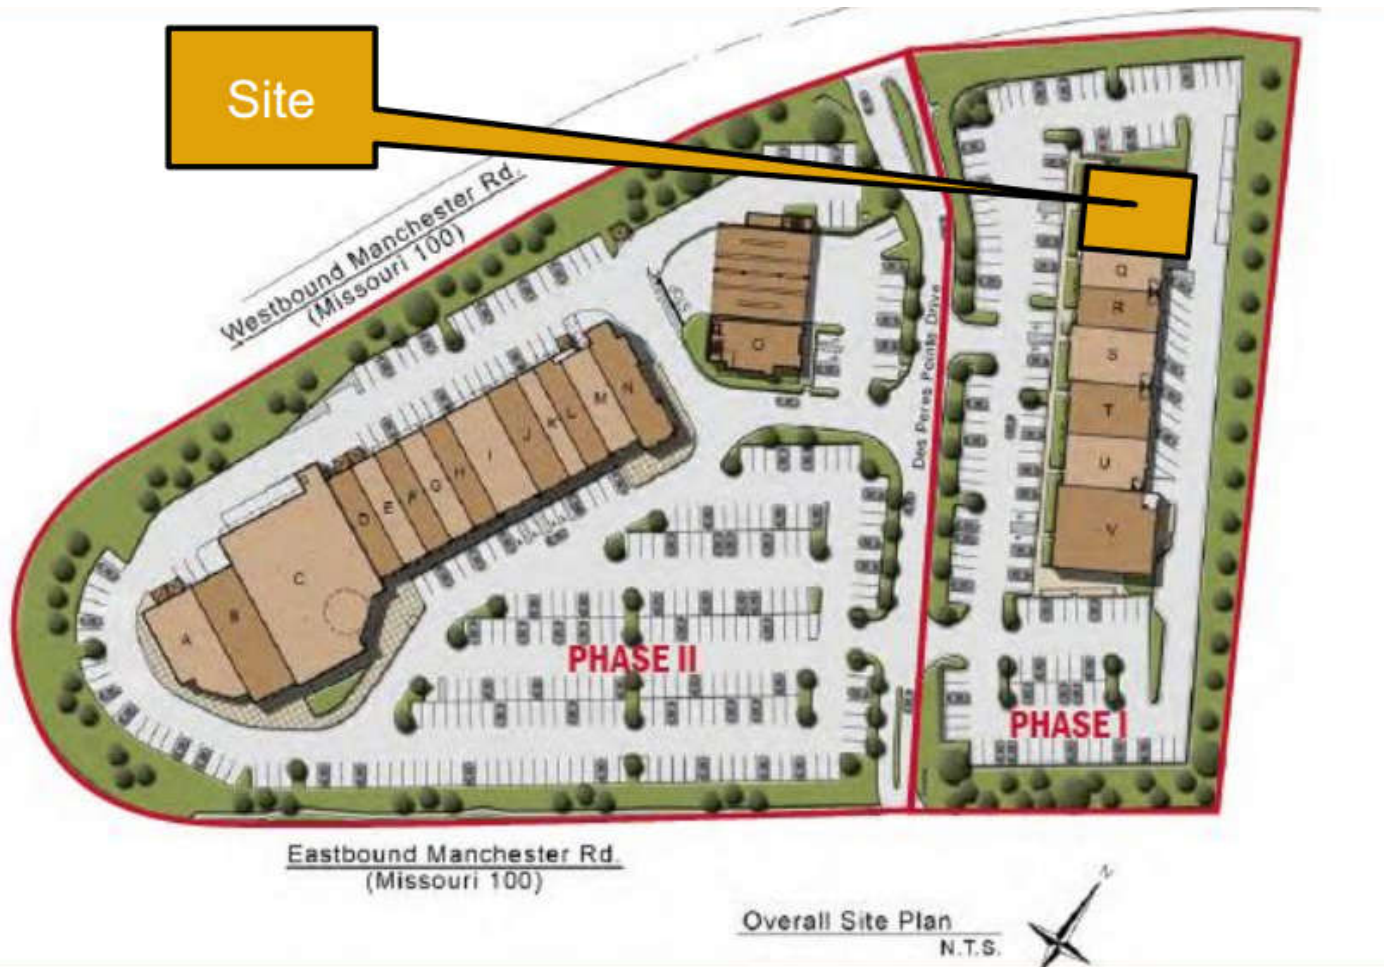 Site
Westbound Manchester Rd.
(Missouri 100)
Des Peres Pointe Drive
Q
R
S
T
U
V
O
N
M
L
K
J
I
H
G
F
E
D
C
B
A
PHASE II
PHASE I
Eastbound Manchester Rd.
(Missouri 100)
Overall Site Plan
N.T.S.
N